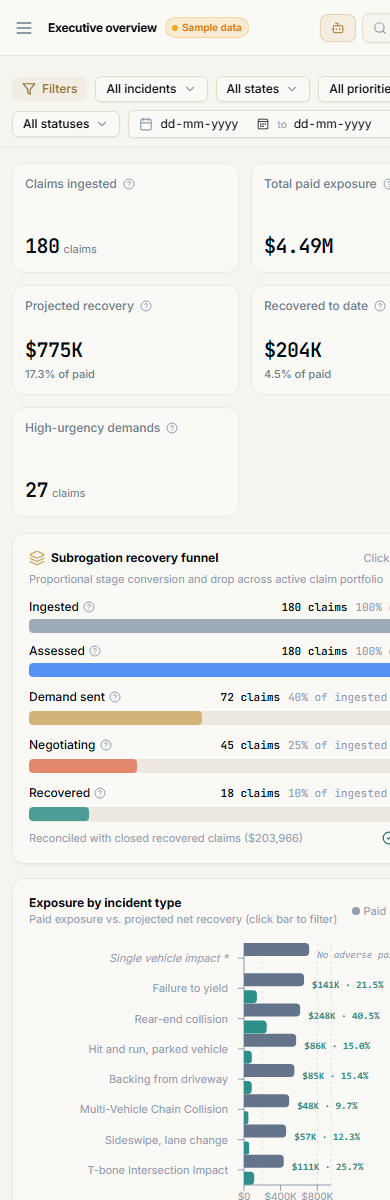 Executive overview Sample data
Filters All incidents All states All priorities
All statuses dd-mm-yyyy to dd-mm-yyyy
Claims ingested Total paid exposure
180 claims $4.49M
Projected recovery Recovered to date
$775K $204K
17.3% of paid 4.5% of paid
High-urgency demands
27 claims
Subrogation recovery funnel Click
Proportional stage conversion and drop across active claim portfolio
Ingested 180 claims 100%
Assessed 180 claims 100%
Demand sent 72 claims 40% of ingested
Negotiating 45 claims 25% of ingested
Recovered 18 claims 10% of ingested
Reconciled with closed recovered claims ($203,966)
Exposure by incident type
Paid exposure vs. projected net recovery (click bar to filter) Paid
Single vehicle impact * No adverse
Failure to yield $141K · 21.5%
Rear-end collision $248K · 40.5%
Hit and run, parked vehicle $86K · 15.0%
Backing from driveway $85K · 15.4%
Multi-Vehicle Chain Collision $48K · 9.7%
Sideswipe, lane change $57K · 12.3%
T-bone Intersection Impact $111K · 25.7%
$0 $400K $800K